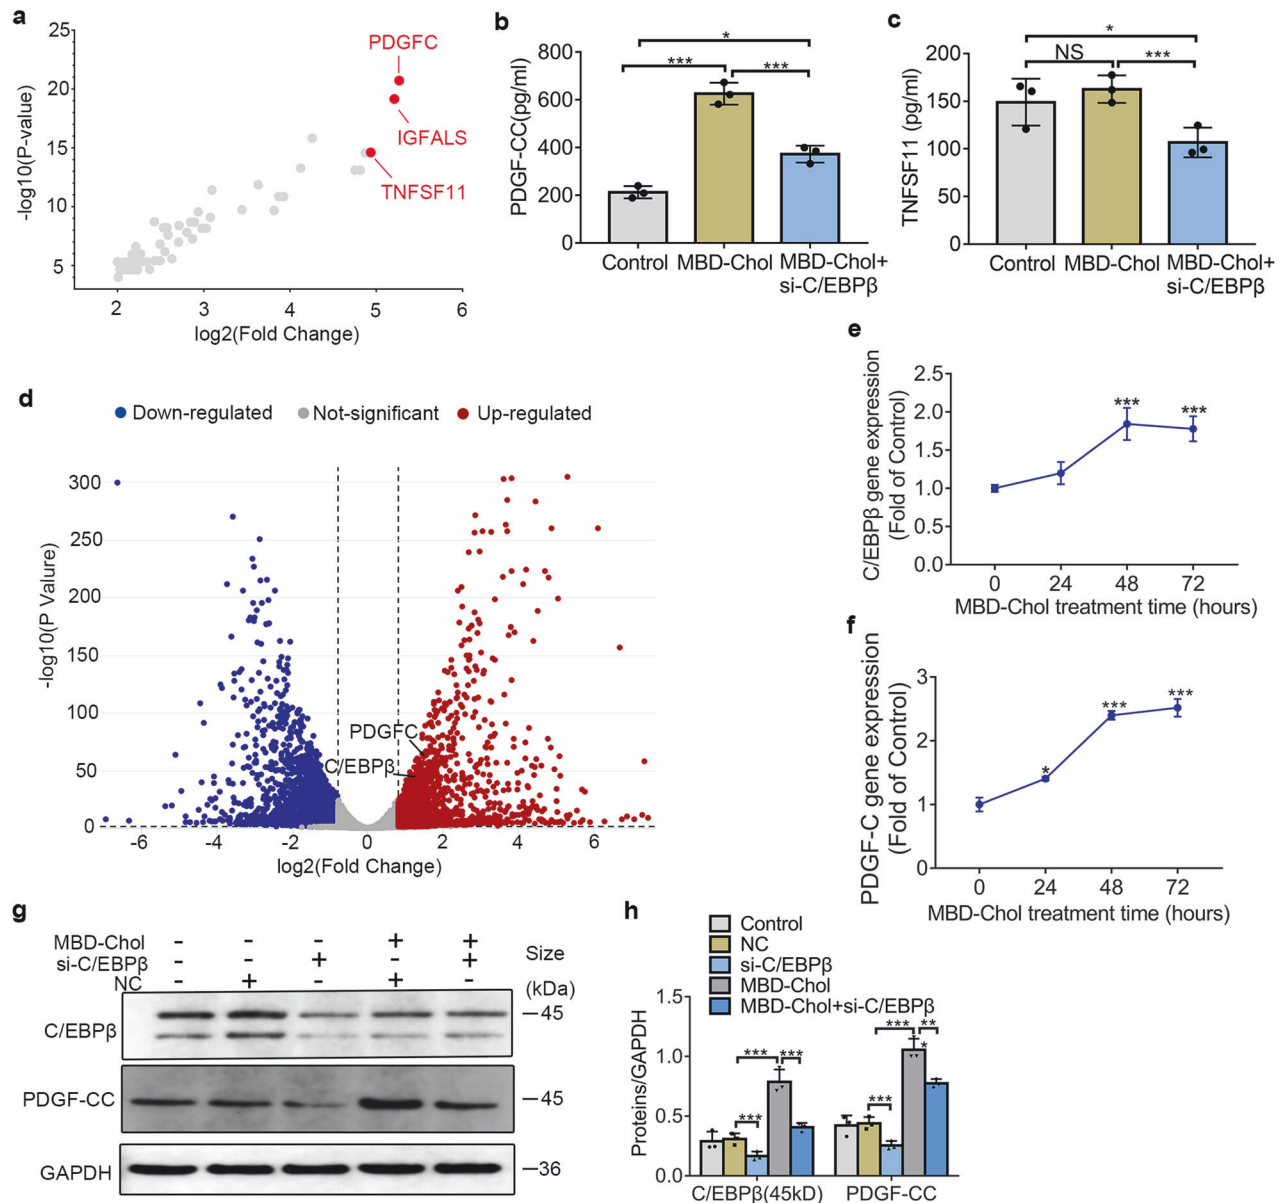 a
25
20
15
10
5
-log10(P-value)
PDGFC
IGFALS
TNFSF11
2 3 4 5 6
log2(Fold Change)
b
800
600
400
200
0
PDGF-CC(pg/ml)
*
*** ***
Control MBD-Chol MBD-Chol+
si-C/EBPβ
c
200
150
100
50
0
TNFSF11 (pg/ml)
*
NS ***
Control MBD-Chol MBD-Chol+
si-C/EBPβ
d
Down-regulated Not-significant Up-regulated
300
250
200
150
100
50
0
-log10(P Valure)
PDGFC
C/EBPβ
-6 -4 -2 0 2 4 6
log2(Fold Change)
e
2.5
2.0
1.5
1.0
0.5
0.0
C/EBPβ gene expression
(Fold of Control)
*** ***
0 24 48 72
MBD-Chol treatment time (hours)
f
3
2
1
0
PDGF-C gene expression
(Fold of Control)
* *** ***
0 24 48 72
MBD-Chol treatment time (hours)
g
MBD-Chol - - - + +
si-C/EBPβ - - + - +
NC - + - + -
Size
(kDa)
C/EBPβ
45
PDGF-CC
45
GAPDH
36
h
Control
NC
si-C/EBPβ
MBD-Chol
MBD-Chol+si-C/EBPβ
1.5
1.0
0.5
0.0
Proteins/GAPDH
*** *** ***
*** *** **
*
C/EBPβ(45kD) PDGF-CC